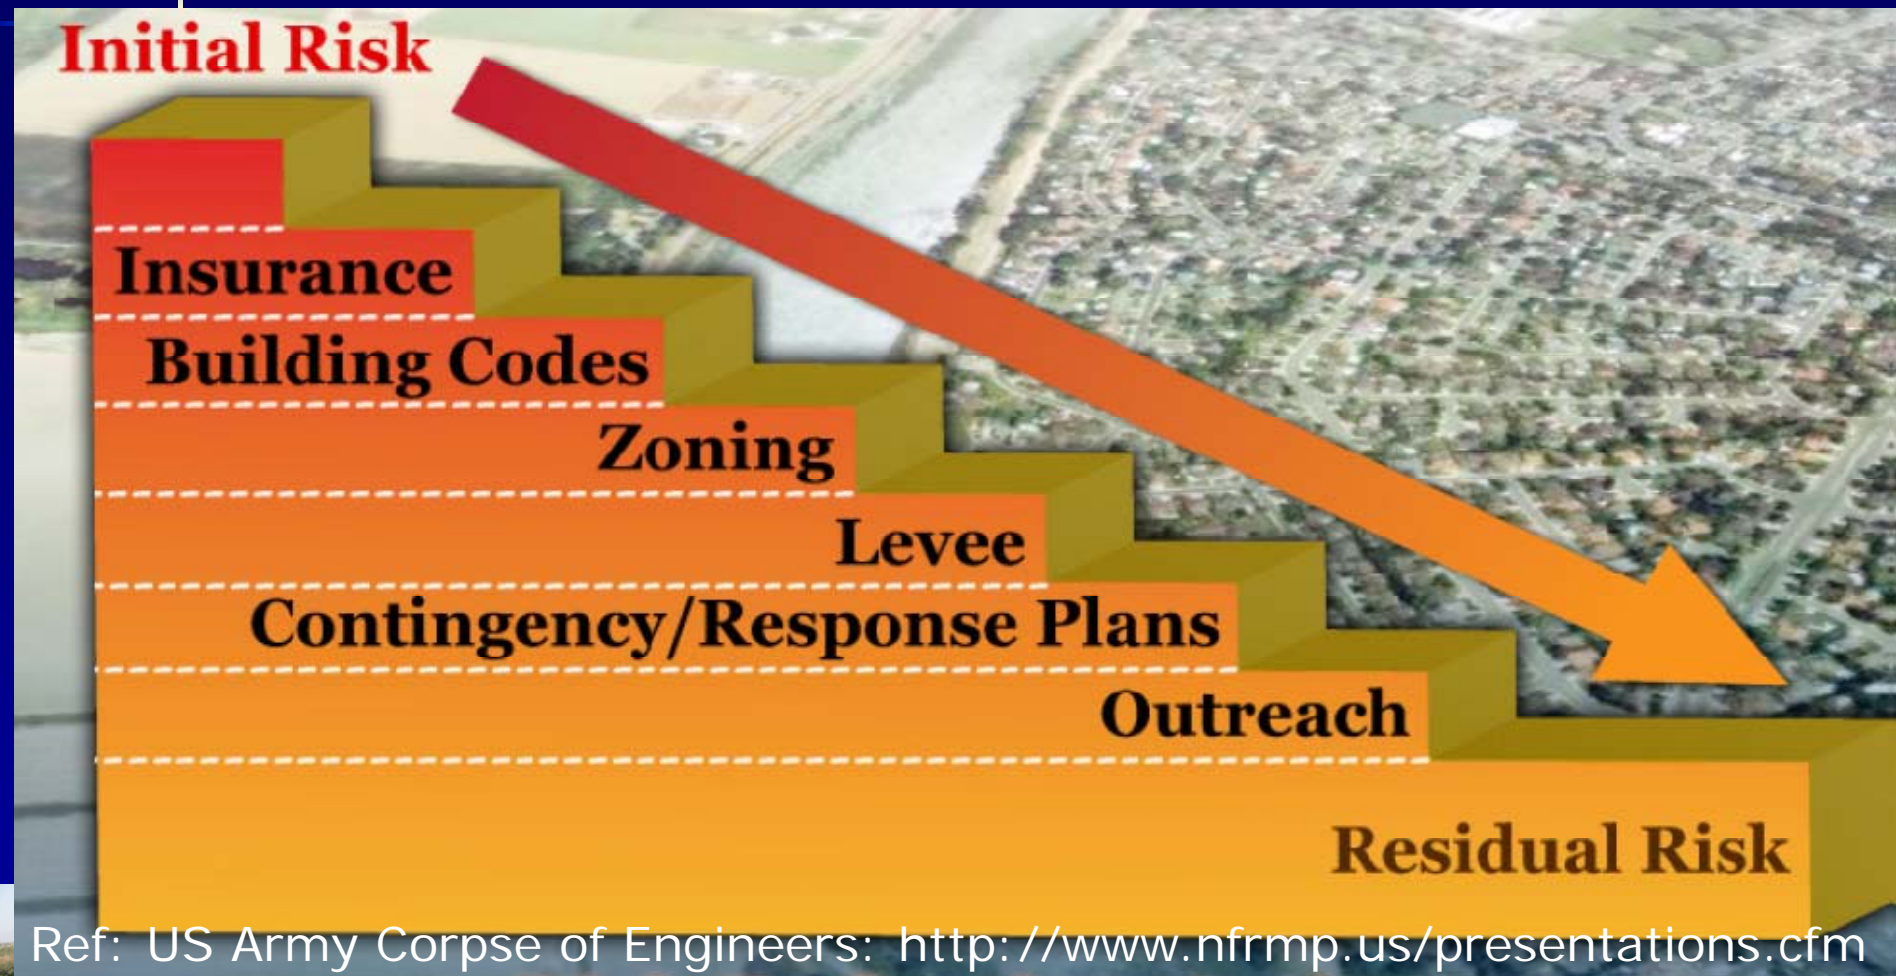 Initial Risk
Insurance
Building Codes
Zoning
Levee
Contingency/Response Plans
Outreach
Residual Risk
Ref: US Army Corpse of Engineers: http://www.nfrmp.us/presentations.cfm